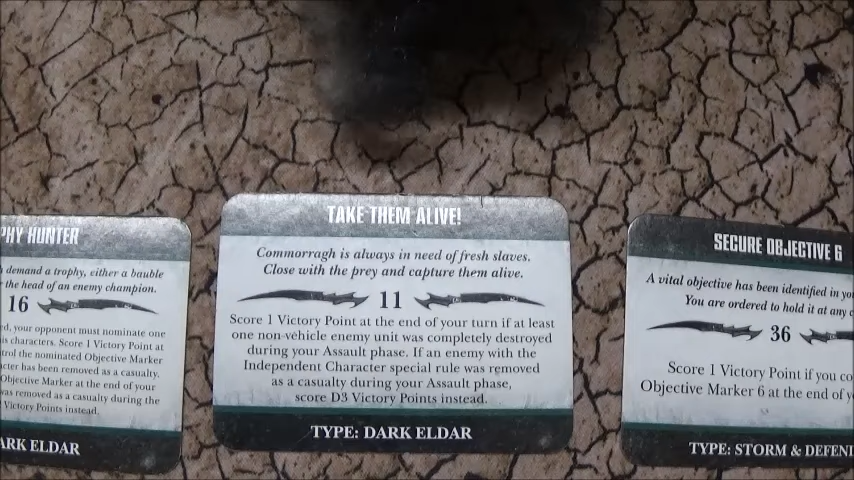 PHY HUNTER
demand a trophy, either a bauble
the head of an enemy champion.
16
your opponent must nominate one
characters. Score 1 Victory Point at
the nominated Objective Marker
has been removed as a casualty.
Objective Marker at the end of your
was removed as a casualty during the
Victory Points instead.
ARK ELDAR
TAKE THEM ALIVE!
Commorragh is always in need of fresh slaves.
Close with the prey and capture them alive.
11
Score 1 Victory Point at the end of your turn if at least
one non-vehicle enemy unit was completely destroyed
during your Assault phase. If an enemy with the
Independent Character special rule was removed
as a casualty during your Assault phase,
score D3 Victory Points instead.
TYPE: DARK ELDAR
SECURE OBJECTIVE 6
A vital objective has been identified in yo
You are ordered to hold it at any c
36
Score 1 Victory Point if you co
Objective Marker 6 at the end of y
TYPE: STORM & DEFEN